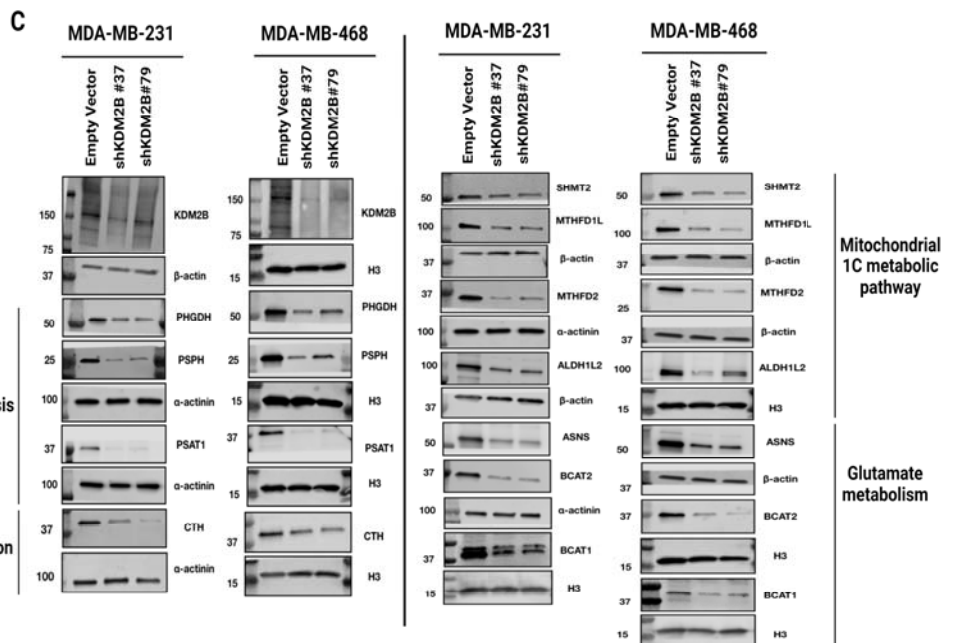 C
MDA-MB-231
MDA-MB-468
Empty Vector
shKDM2B #37
shKDM2B#79
Empty Vector
shKDM2B #37
shKDM2B#79
150
KDM2B
75
37
β-actin
50
PHGDH
25
PSPH
100
α-actinin
37
PSAT1
100
α-actinin
37
CTH
100
α-actinin
sis
on
150
KDM2B
15
H3
50
PHGDH
25
PSPH
15
H3
37
PSAT1
15
H3
37
CTH
15
H3
MDA-MB-231
MDA-MB-468
Empty Vector
shKDM2B #37
shKDM2B#79
Empty Vector
shKDM2B #37
shKDM2B#79
50
SHMT2
100
MTHFD1L
37
β-actin
37
MTHFD2
100
α-actinin
100
ALDH1L2
37
β-actin
50
ASNS
37
BCAT2
100
α-actinin
37
BCAT1
15
H3
50
SHMT2
100
MTHFD1L
37
β-actin
25
MTHFD2
37
β-actin
100
ALDH1L2
15
H3
50
ASNS
37
β-actin
37
BCAT2
15
H3
37
BCAT1
15
H3
Mitochondrial
1C metabolic
pathway
Glutamate
metabolism